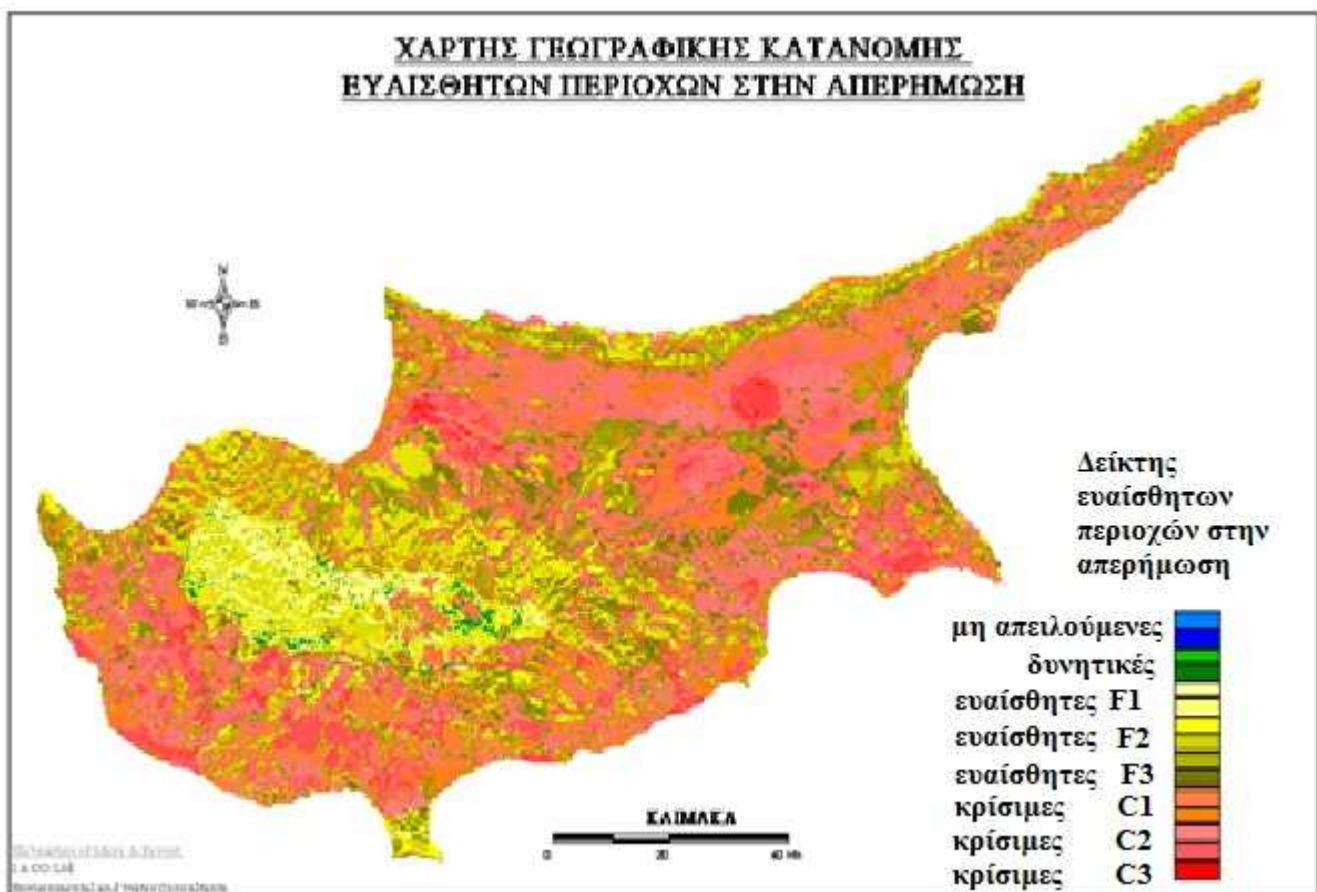 ΧΑΡΤΗΣ ΓΕΩΓΡΑΦΙΚΗΣ ΚΑΤΑΝΟΜΗΣ
ΕΥΑΙΣΘΗΤΩΝ ΠΕΡΙΟΧΩΝ ΣΤΗΝ ΑΠΕΡΗΜΩΣΗ
N
Δείκτης
ευαίσθητων
περιοχών στην
απερήμωση
μη απειλούμενες
δυνητικές
ευαίσθητες F1
ευαίσθητες F2
ευαίσθητες F3
κρίσιμες C1
κρίσιμες C2
κρίσιμες C3
ΚΛΙΜΑΚΑ
0 20 40